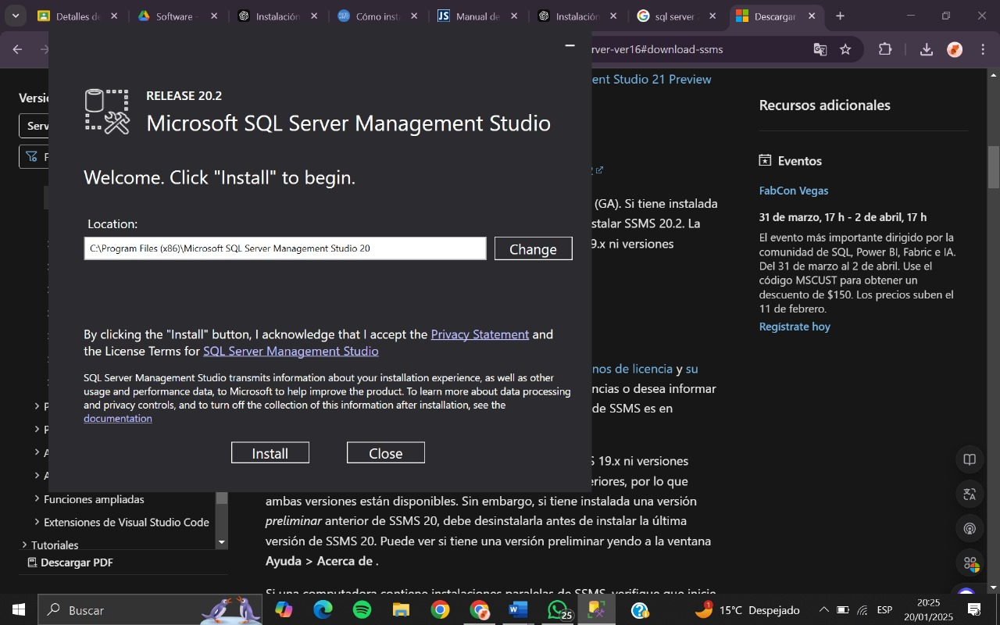 Detalles de
Software -
Instalación
Cómo inst
Manual de
Instalación
sql server
Descargar
rver-ver16#download-ssms
ent Studio 21 Preview
Versi
Serv
F
RELEASE 20.2
Microsoft SQL Server Management Studio
Welcome. Click "Install" to begin.
Location:
C:\Program Files (x86)\Microsoft SQL Server Management Studio 20
Change
By clicking the "Install" button, I acknowledge that I accept the Privacy Statement and
the License Terms for SQL Server Management Studio
SQL Server Management Studio transmits information about your installation experience, as well as other
usage and performance data, to Microsoft to help improve the product. To learn more about data processing
and privacy controls, and to turn off the collection of this information after installation, see the
documentation
Install
Close
(GA). Si tiene instalada
stalar SSMS 20.2. La
9.x ni versiones
nos de licencia y su
ncias o desea informar
de SSMS es en
S 19.x ni versiones
eriores, por lo que
ambas versiones están disponibles. Sin embargo, si tiene instalada una versión
preliminar anterior de SSMS 20, debe desinstalarla antes de instalar la última
versión de SSMS 20. Puede ver si tiene una versión preliminar yendo a la ventana
Ayuda > Acerca de .
Si una computadora contiene instalaciones paralelas de SSMS, verifique que inicie
P
P
A
A
Funciones ampliadas
Extensiones de Visual Studio Code
Tutoriales
Descargar PDF
Recursos adicionales
Eventos
FabCon Vegas
31 de marzo, 17 h - 2 de abril, 17 h
El evento más importante dirigido por la
comunidad de SQL, Power BI, Fabric e IA.
Del 31 de marzo al 2 de abril. Use el
código MSCUST para obtener un
descuento de $150. Los precios suben el
11 de febrero.
Regístrate hoy
Buscar
25
1
15°C Despejado
ESP
20:25
20/01/2025